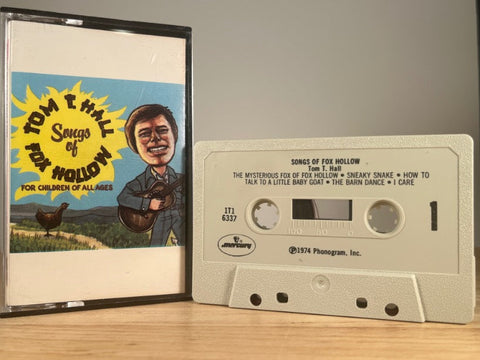 TOM T. HALL
Songs of
FOX HOLLOW
FOR CHILDREN OF ALL AGES
SONGS OF FOX HOLLOW
Tom T. Hall
THE MYSTERIOUS FOX OF FOX HOLLOW • SNEAKY SNAKE • HOW TO
TALK TO A LITTLE BABY GOAT • THE BARN DANCE • I CARE
1T1
6337
100
mercury
℗1974 Phonogram, Inc.